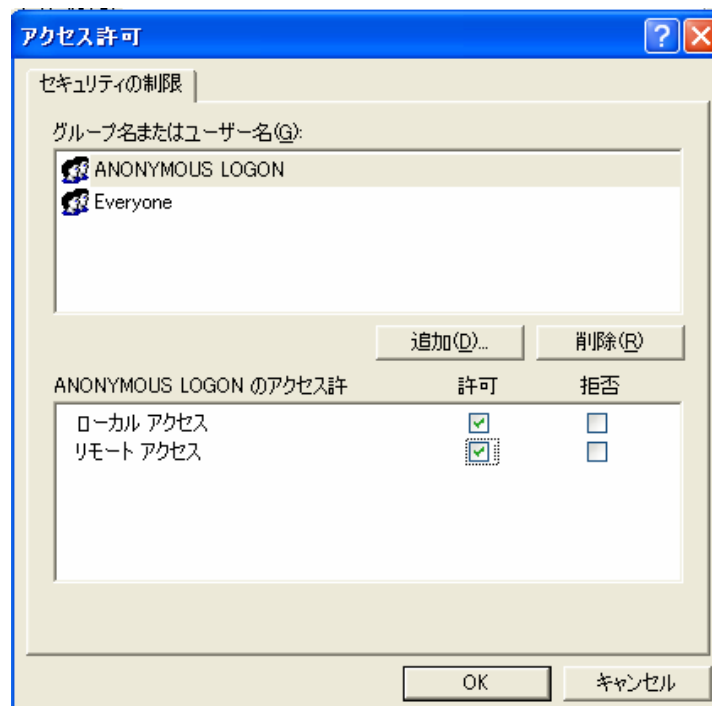 アクセス許可
セキュリティの制限
グループ名またはユーザー名(G):
ANONYMOUS LOGON
Everyone
追加(D)... 削除(R)
ANONYMOUS LOGON のアクセス許 許可 拒否
ローカル アクセス
リモート アクセス
OK キャンセル